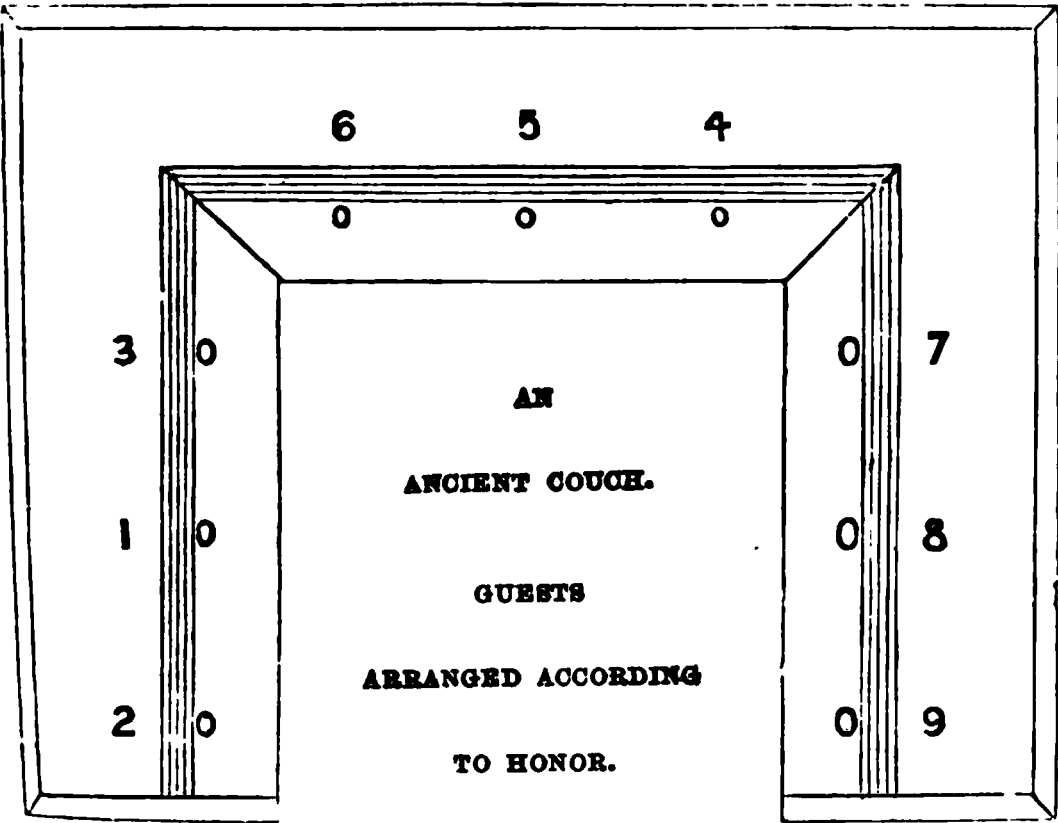 6 5 4
0 0 0
3 0 0 7
AN
ANCIENT COUCH.
1 0 0 8
GUESTS
ARRANGED ACCORDING
2 0 0 9
TO HONOR.